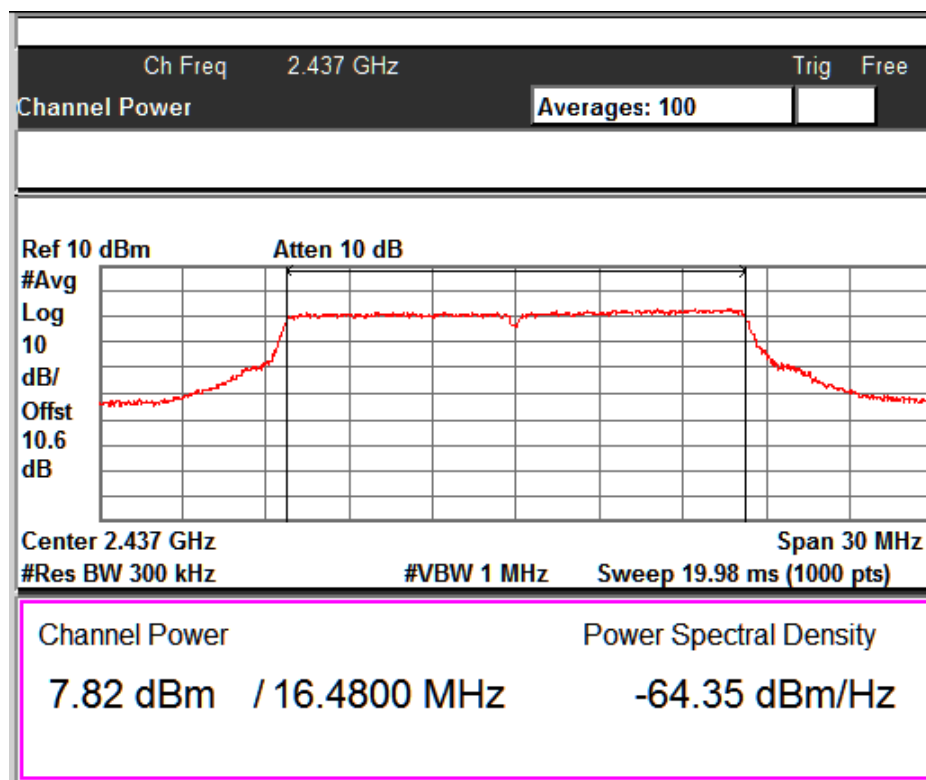 Ch Freq 2.437 GHz Trig Free
Channel Power Averages: 100
Ref 10 dBm Atten 10 dB
#Avg
Log
10
dB/
Offst
10.6
dB
Center 2.437 GHz Span 30 MHz
#Res BW 300 kHz #VBW 1 MHz Sweep 19.98 ms (1000 pts)
Channel Power Power Spectral Density
7.82 dBm / 16.4800 MHz -64.35 dBm/Hz